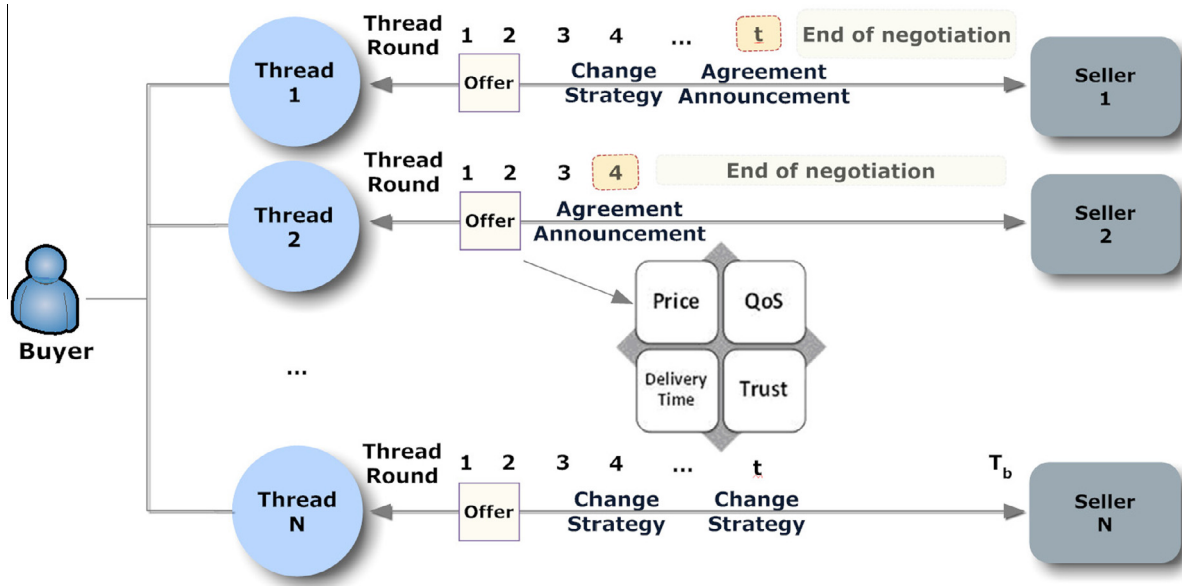 Thread Round 1 2 3 4 ... t End of negotiation
Thread 1
Offer
Change Strategy
Agreement Announcement
Seller 1
Thread Round 1 2 3 4 End of negotiation
Thread 2
Offer
Agreement Announcement
Seller 2
Buyer
Price
QoS
Delivery Time
Trust
...
Thread Round 1 2 3 4 ... t T_b
Thread N
Offer
Change Strategy
Change Strategy
Seller N